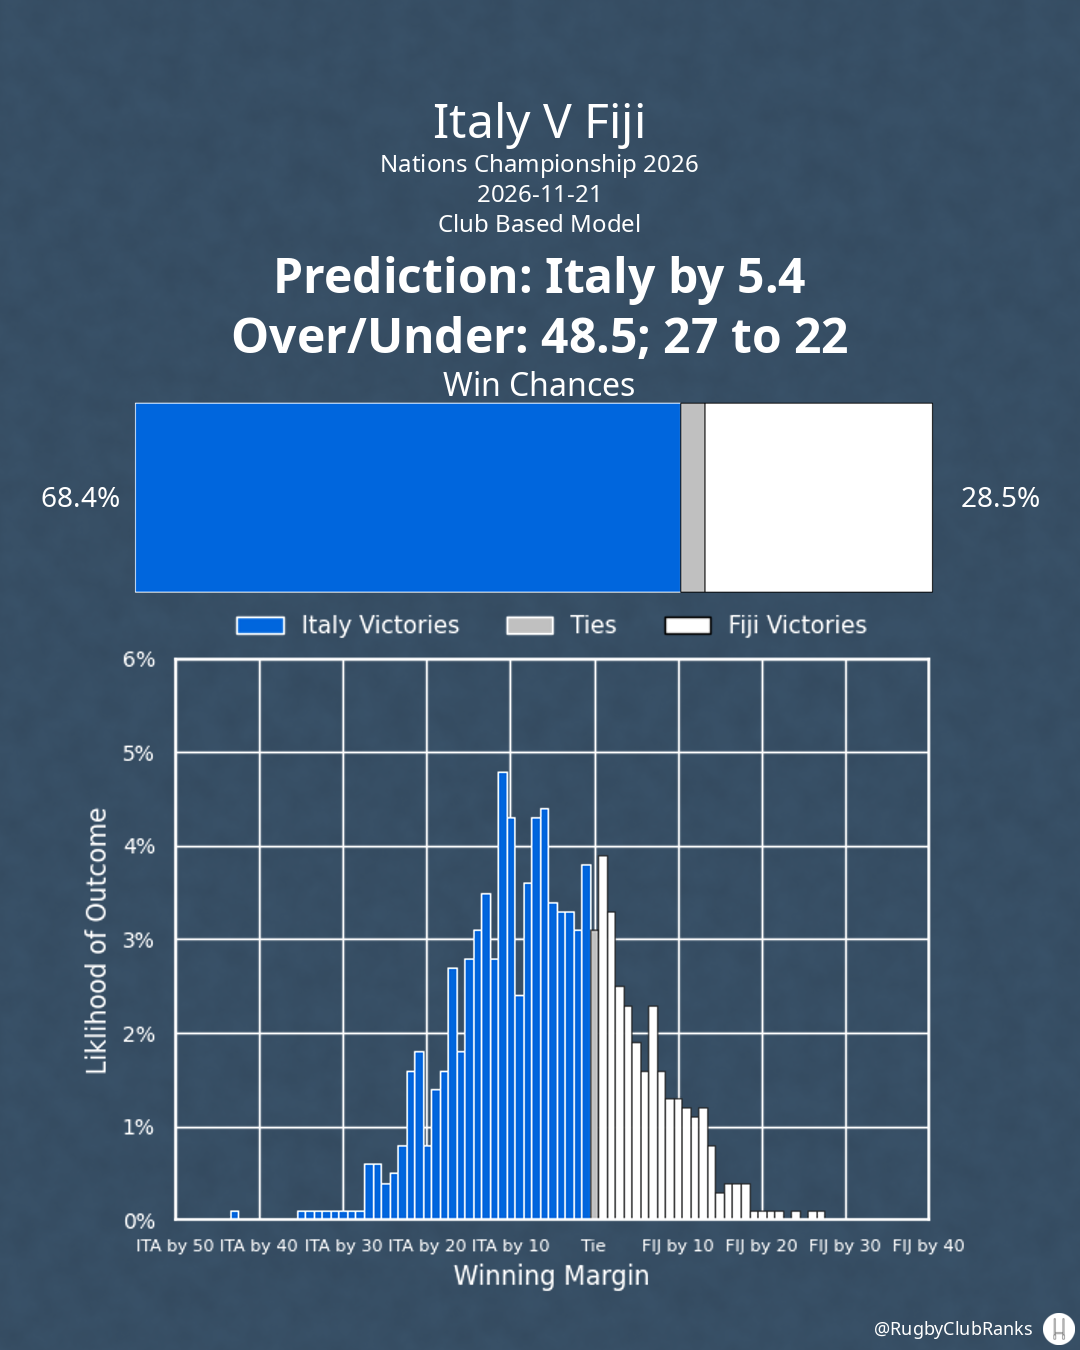 Italy V Fiji
Nations Championship 2026
2026-11-21
Club Based Model
Prediction: Italy by 5.4
Over/Under: 48.5; 27 to 22
Win Chances
68.4%
28.5%
Italy Victories
Ties
Fiji Victories
6%
5%
4%
3%
2%
1%
0%
Liklihood of Outcome
ITA by 50 ITA by 40 ITA by 30 ITA by 20 ITA by 10 Tie FIJ by 10 FIJ by 20 FIJ by 30 FIJ by 40
Winning Margin
@RugbyClubRanks